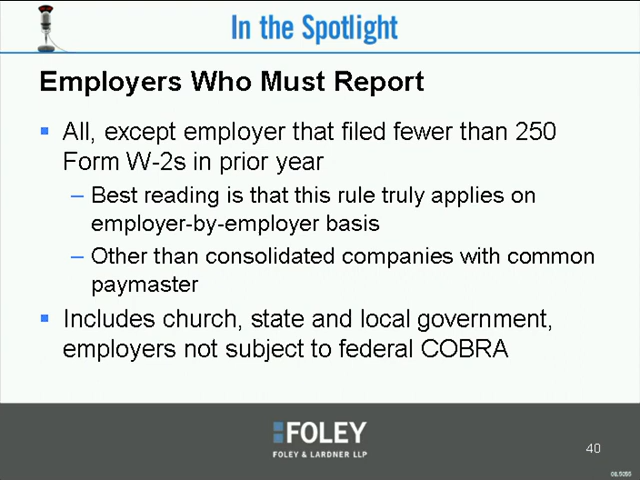 In the Spotlight
Employers Who Must Report
▪ All, except employer that filed fewer than 250
Form W-2s in prior year
– Best reading is that this rule truly applies on
employer-by-employer basis
– Other than consolidated companies with common
paymaster
▪ Includes church, state and local government,
employers not subject to federal COBRA
FOLEY
FOLEY & LARDNER LLP
40